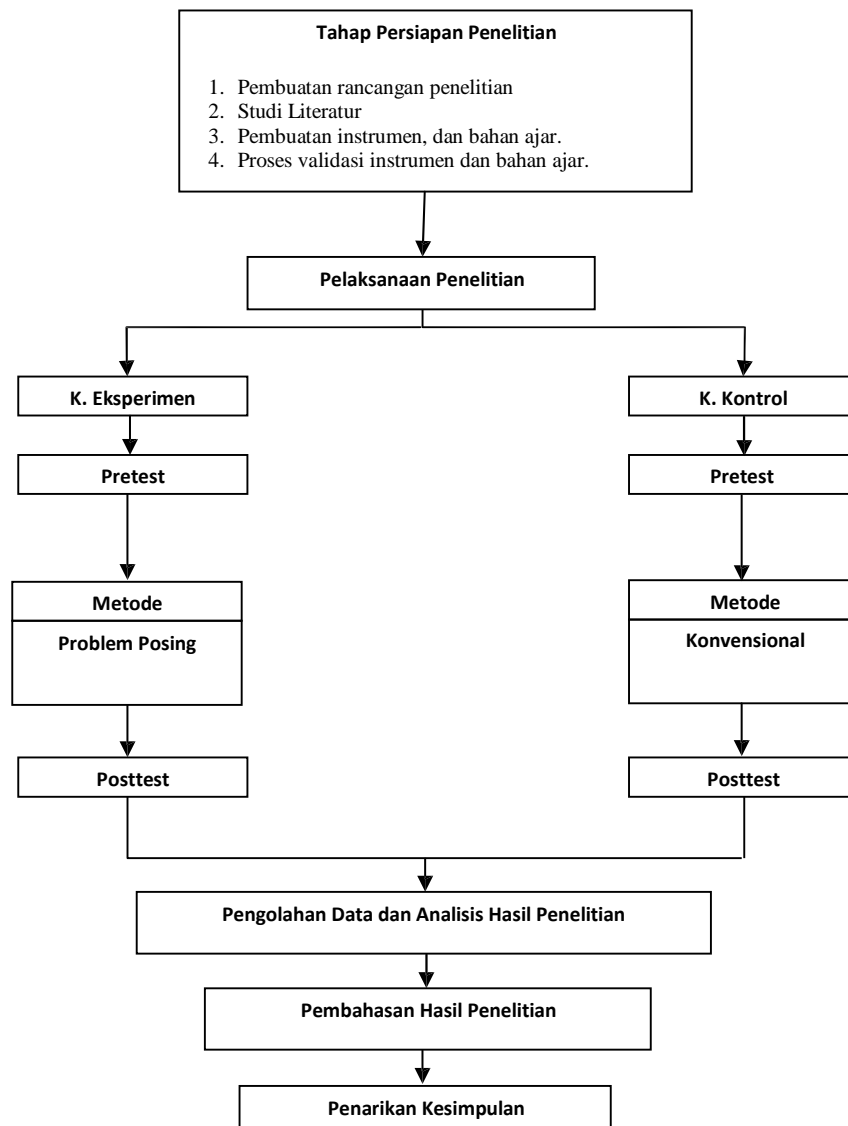 Tahap Persiapan Penelitian
1. Pembuatan rancangan penelitian
2. Studi Literatur
3. Pembuatan instrumen, dan bahan ajar.
4. Proses validasi instrumen dan bahan ajar.
Pelaksanaan Penelitian
K. Eksperimen
Pretest
Metode
Problem Posing
Posttest
K. Kontrol
Pretest
Metode
Konvensional
Posttest
Pengolahan Data dan Analisis Hasil Penelitian
Pembahasan Hasil Penelitian
Penarikan Kesimpulan